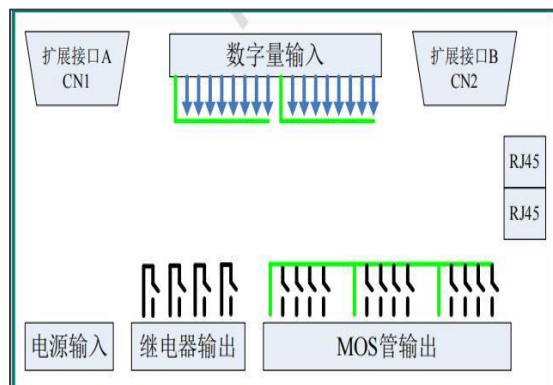 扩展接口A
CN1
数字量输入
扩展接口B
CN2
RJ45
RJ45
电源输入
继电器输出
MOS管输出